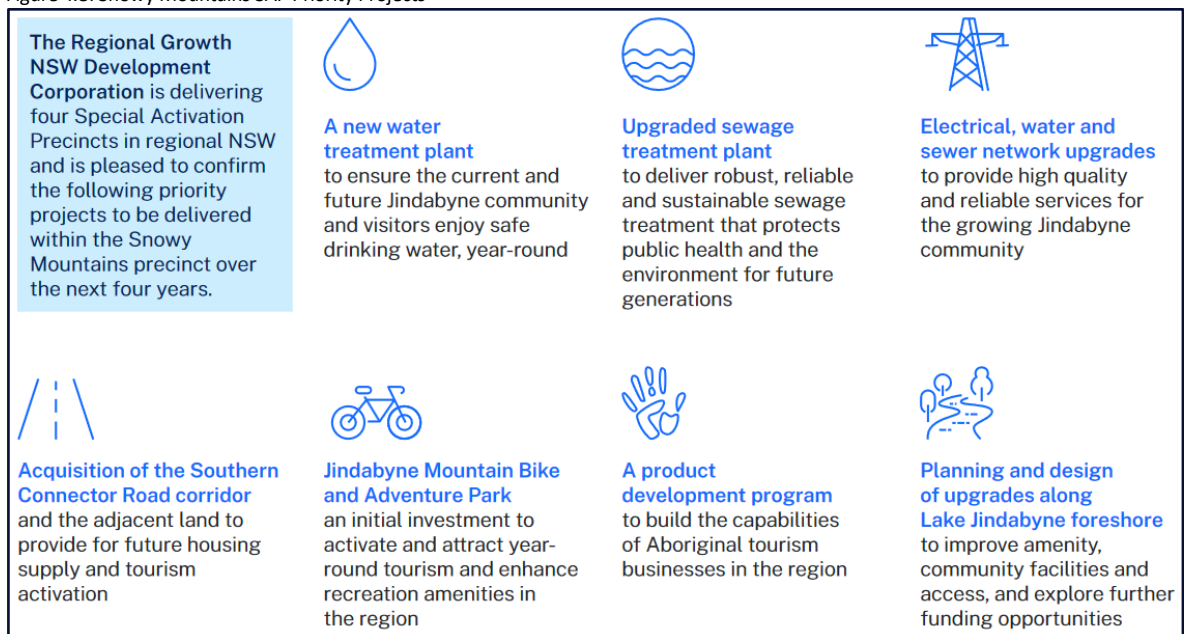 The Regional Growth
NSW Development
Corporation is delivering
four Special Activation
Precincts in regional NSW
and is pleased to confirm
the following priority
projects to be delivered
within the Snowy
Mountains precinct over
the next four years.
A new water
treatment plant
to ensure the current and
future Jindabyne community
and visitors enjoy safe
drinking water, year-round
Upgraded sewage
treatment plant
to deliver robust, reliable
and sustainable sewage
treatment that protects
public health and the
environment for future
generations
Electrical, water and
sewer network upgrades
to provide high quality
and reliable services for
the growing Jindabyne
community
Acquisition of the Southern
Connector Road corridor
and the adjacent land to
provide for future housing
supply and tourism
activation
Jindabyne Mountain Bike
and Adventure Park
an initial investment to
activate and attract year-
round tourism and enhance
recreation amenities in
the region
A product
development program
to build the capabilities
of Aboriginal tourism
businesses in the region
Planning and design
of upgrades along
Lake Jindabyne foreshore
to improve amenity,
community facilities and
access, and explore further
funding opportunities